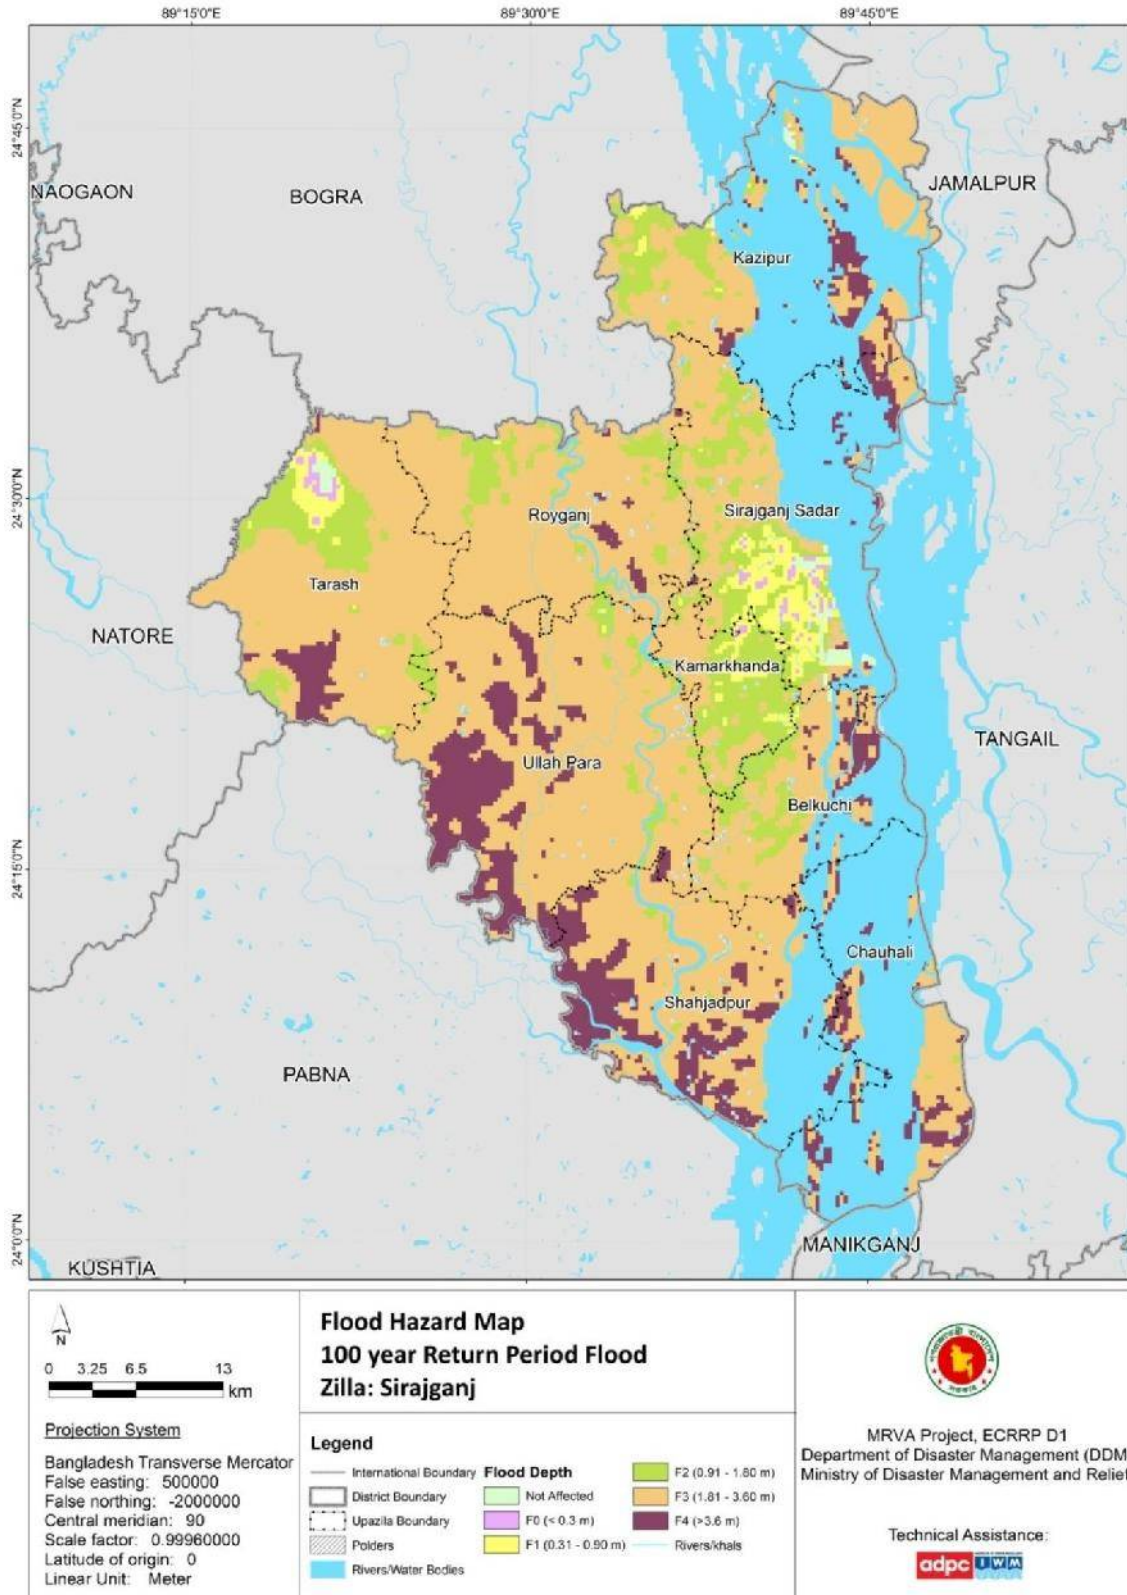 89°15'0"E 89°30'0"E 89°45'0"E
24°45'0"N
NAOGAON
BOGRA
JAMALPUR
Kazipur
24°30'0"N
Royganj
Sirajganj Sadar
Tarash
NATORE
Kamarkhanda
TANGAIL
Ullah Para
Belkuchi
24°15'0"N
Chauhali
Shahjadpur
PABNA
24°0'0"N
MANIKGANJ
KUSHTIA
N
0 3.25 6.5 13
km
Projection System
Bangladesh Transverse Mercator
False easting: 500000
False northing: -2000000
Central meridian: 90
Scale factor: 0.99960000
Latitude of origin: 0
Linear Unit: Meter
Flood Hazard Map
100 year Return Period Flood
Zilla: Sirajganj
Legend
International Boundary
District Boundary
Upazila Boundary
Polders
Rivers/Water Bodies
Flood Depth
Not Affected
F0 (< 0.3 m)
F1 (0.31 - 0.90 m)
F2 (0.91 - 1.80 m)
F3 (1.81 - 3.60 m)
F4 (>3.6 m)
Rivers/khals
MRVA Project, ECRRP D1
Department of Disaster Management (DDM
Ministry of Disaster Management and Relief
Technical Assistance:
adpc IWM